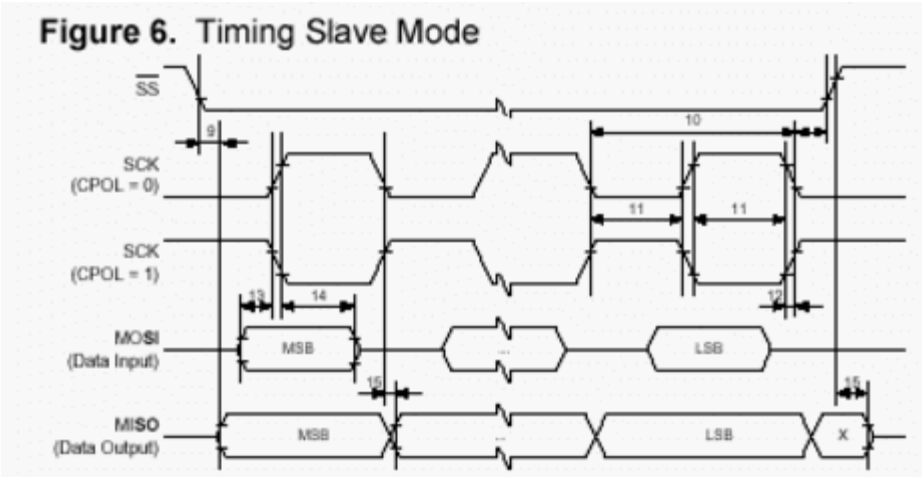 Figure 6. Timing Slave Mode
SS
9
10
SCK
(CPOL = 0)
11
11
SCK
(CPOL = 1)
13
14
12
MOSI
(Data Input)
MSB
...
LSB
15
15
MISO
(Data Output)
MSB
...
LSB
X